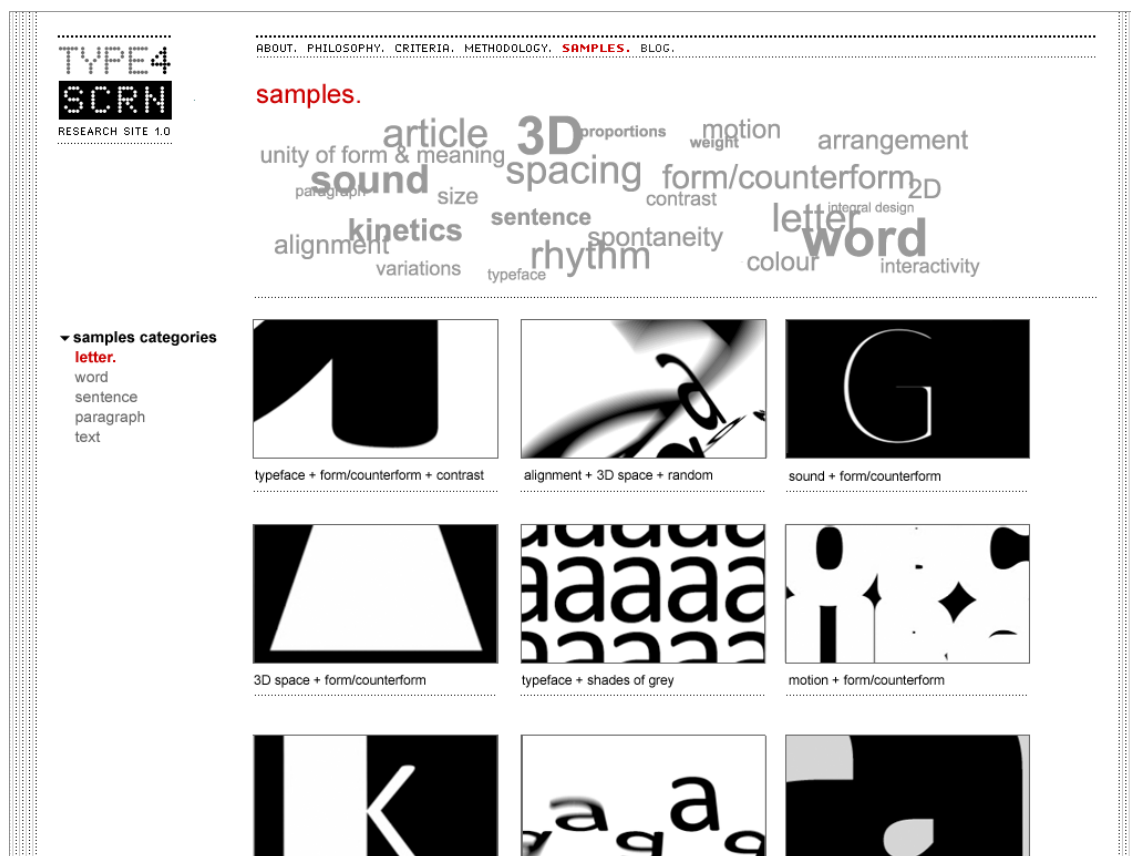 TYPE4
SCRN
RESEARCH SITE 1.0
ABOUT. PHILOSOPHY. CRITERIA. METHODOLOGY. SAMPLES. BLOG.
samples.
article 3D proportions weight motion arrangement
unity of form & meaning
spacing
sound
paragraph
size
form/counterform
2D
contrast
integral design
letter
sentence
kinetics
alignment
spontaneity
word
rhythm
variations
typeface
colour
interactivity
samples categories
letter.
word
sentence
paragraph
text
typeface + form/counterform + contrast
a
a
alignment + 3D space + random
G
sound + form/counterform
3D space + form/counterform
aaaaa
aaaaa
aaaaa
typeface + shades of grey
motion + form/counterform
K
a a a a a